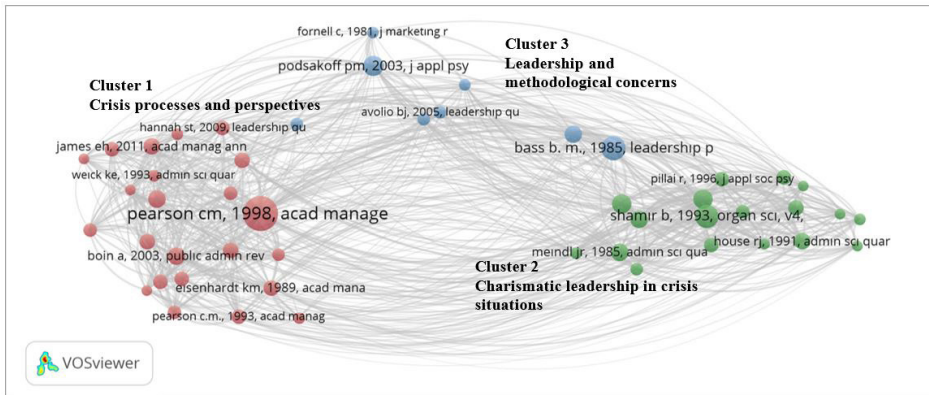 fornell c, 1981, j marketing r
Cluster 3
Leadership and
methodological concerns
podsakoff pm, 2003, j appl psy
Cluster 1
Crisis processes and perspectives
avolio bj, 2005, leadership qu
hannah st, 2009, leadership qu
james eh, 2011, acad manag ann
bass b. m., 1985, leadership p
weick ke, 1993, admin sci quar
pillai r, 1996, j appl soc psy
pearson cm, 1998, acad manage
shamir b, 1993, organ sci, v4,
house rj, 1991, admin sci quar
meindl jr, 1985, admin sci qua
boin a, 2003, public admin rev
Cluster 2
Charismatic leadership in crisis
situations
eisenhardt km, 1989, acad mana
pearson c.m., 1993, acad manag
VOSviewer